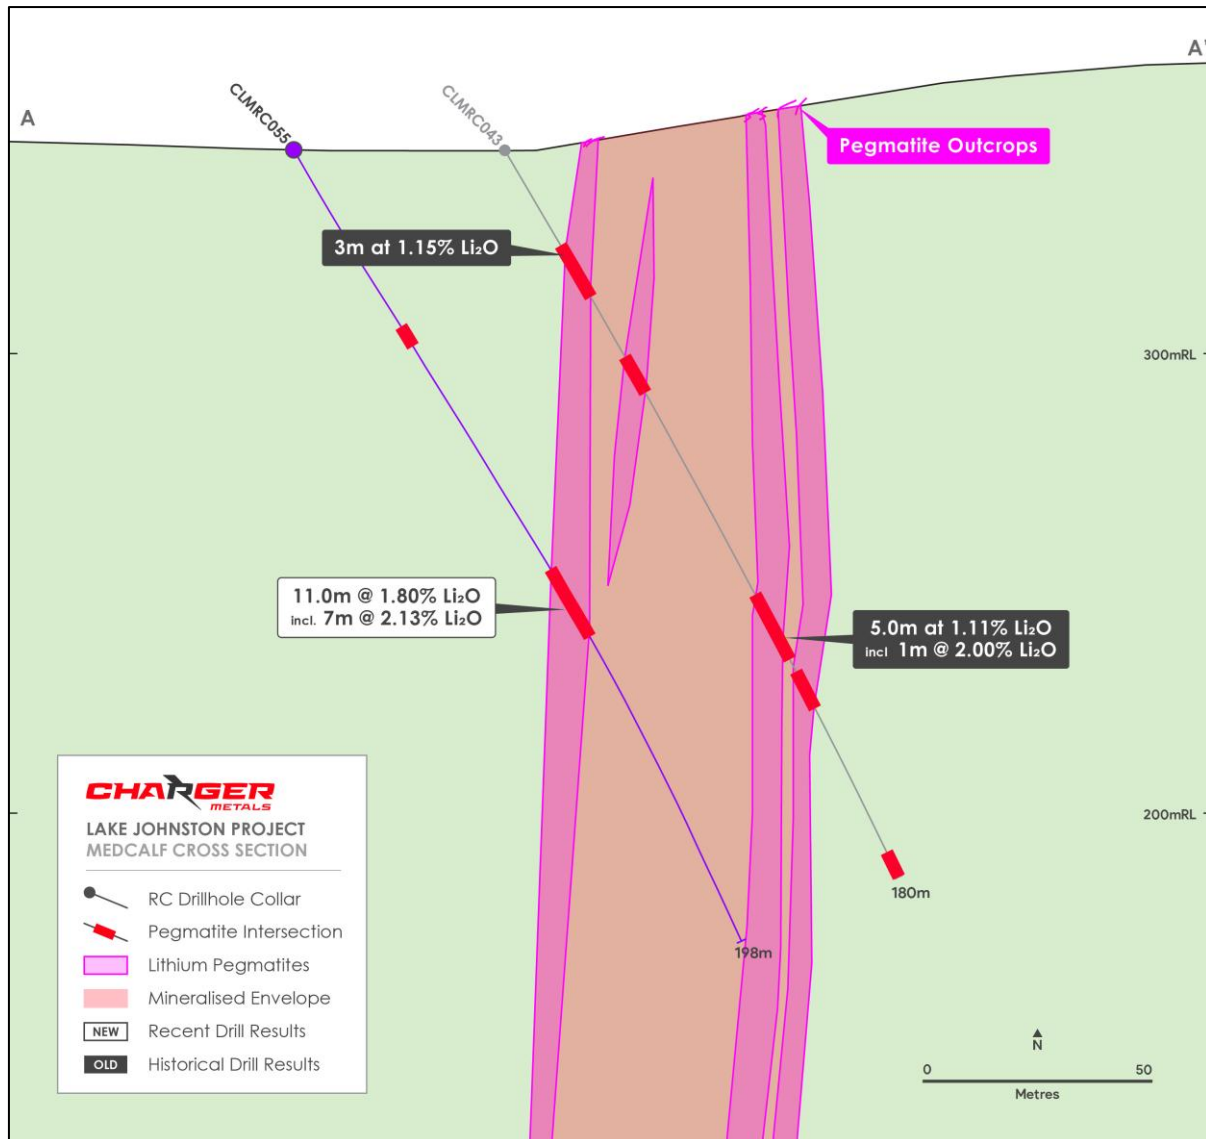 A
A'
CLMRC055
CLMRC043
Pegmatite Outcrops
3m at 1.15% Li₂O
300mRL
11.0m @ 1.80% Li₂O
incl. 7m @ 2.13% Li₂O
5.0m at 1.11% Li₂O
incl 1m @ 2.00% Li₂O
200mRL
180m
198m
CHARGER
METALS
LAKE JOHNSTON PROJECT
MEDCALF CROSS SECTION
RC Drillhole Collar
Pegmatite Intersection
Lithium Pegmatites
Mineralised Envelope
NEW Recent Drill Results
OLD Historical Drill Results
N
0 50
Metres